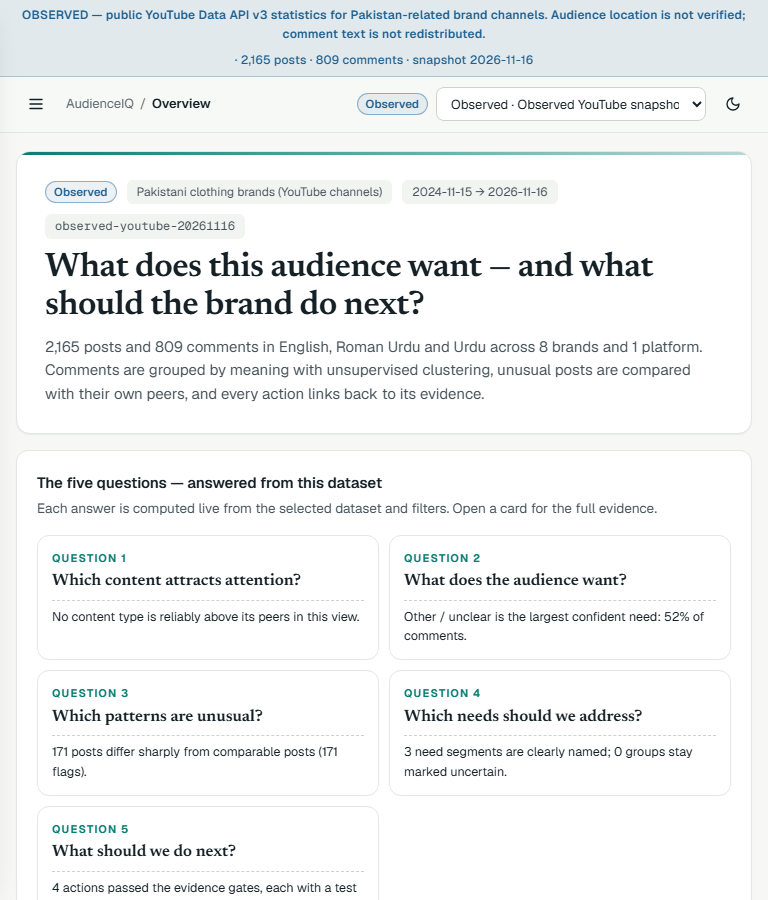 OBSERVED — public YouTube Data API v3 statistics for Pakistan-related brand channels. Audience location is not verified;
comment text is not redistributed.
· 2,165 posts · 809 comments · snapshot 2026-11-16
AudienceIQ / Overview
Observed
Observed · Observed YouTube snapsho
Observed
Pakistani clothing brands (YouTube channels)
2024-11-15 → 2026-11-16
observed-youtube-20261116
What does this audience want — and what
should the brand do next?
2,165 posts and 809 comments in English, Roman Urdu and Urdu across 8 brands and 1 platform.
Comments are grouped by meaning with unsupervised clustering, unusual posts are compared
with their own peers, and every action links back to its evidence.
The five questions — answered from this dataset
Each answer is computed live from the selected dataset and filters. Open a card for the full evidence.
QUESTION 1
Which content attracts attention?
No content type is reliably above its peers in this view.
QUESTION 2
What does the audience want?
Other / unclear is the largest confident need: 52% of
comments.
QUESTION 3
Which patterns are unusual?
171 posts differ sharply from comparable posts (171
flags).
QUESTION 4
Which needs should we address?
3 need segments are clearly named; 0 groups stay
marked uncertain.
QUESTION 5
What should we do next?
4 actions passed the evidence gates, each with a test